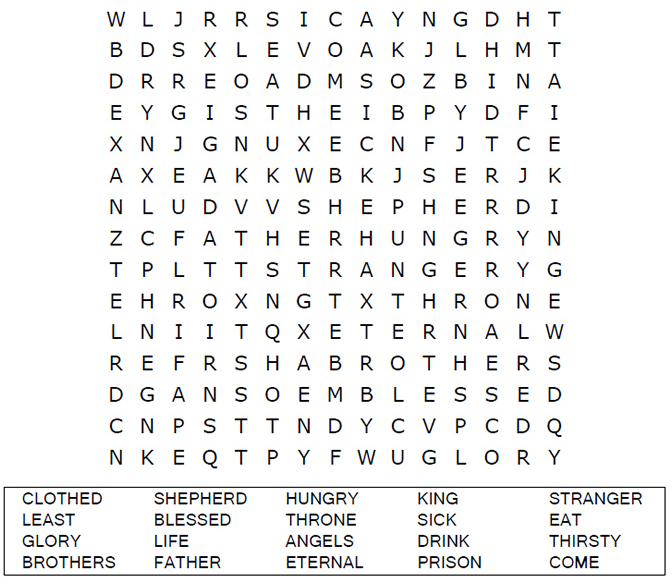 W L J R R S I C A Y N G D H T
B D S X L E V O A K J L H M T
D R R E O A D M S O Z B I N A
E Y G I S T H E I B P Y D F I
X N J G N U X E C N F J T C E
A X E A K K W B K J S E R J K
N L U D V V S H E P H E R D I
Z C F A T H E R H U N G R Y N
T P L T T S T R A N G E R Y G
E H R O X N G T X T H R O N E
L N I I T Q X E T E R N A L W
R E F R S H A B R O T H E R S
D G A N S O E M B L E S S E D
C N P S T T N D Y C V P C D Q
N K E Q T P Y F W U G L O R Y
CLOTHED SHEPHERD HUNGRY KING STRANGER
LEAST BLESSED THRONE SICK EAT
GLORY LIFE ANGELS DRINK THIRSTY
BROTHERS FATHER ETERNAL PRISON COME